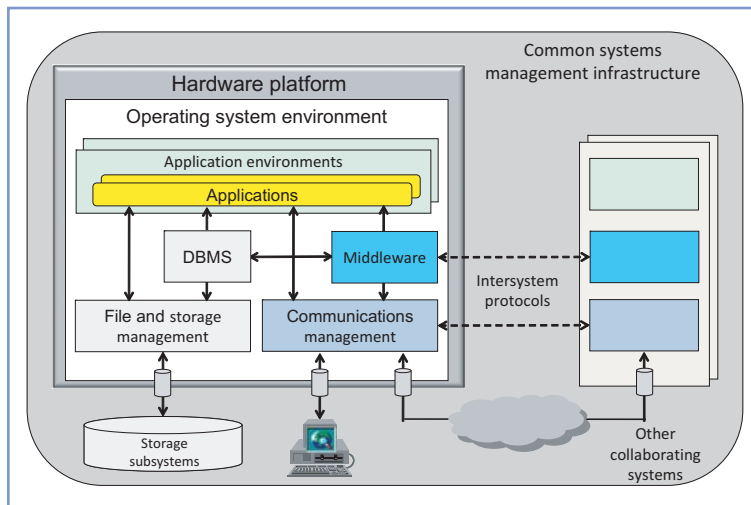 Common systems
management infrastructure
Hardware platform
Operating system environment
Application environments
Applications
DBMS
Middleware
Intersystem
protocols
File and storage
management
Communications
management
Storage
subsystems
Other
collaborating
systems